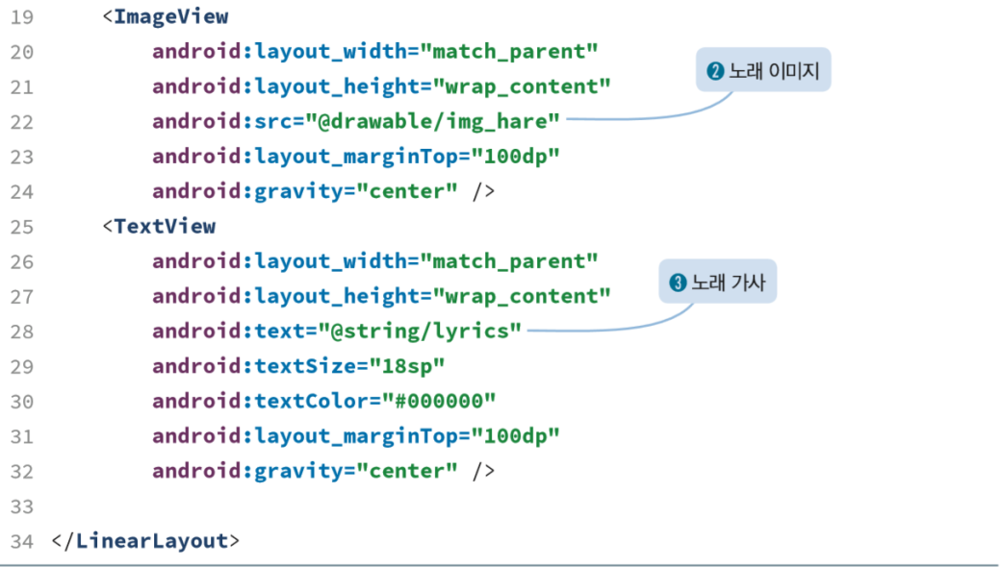 19 <ImageView
20 android:layout_width="match_parent"
21 android:layout_height="wrap_content"
❷ 노래 이미지
22 android:src="@drawable/img_hare"
23 android:layout_marginTop="100dp"
24 android:gravity="center" />
25 <TextView
26 android:layout_width="match_parent"
27 android:layout_height="wrap_content"
❸ 노래 가사
28 android:text="@string/lyrics"
29 android:textSize="18sp"
30 android:textColor="#000000"
31 android:layout_marginTop="100dp"
32 android:gravity="center" />
33
34 </LinearLayout>